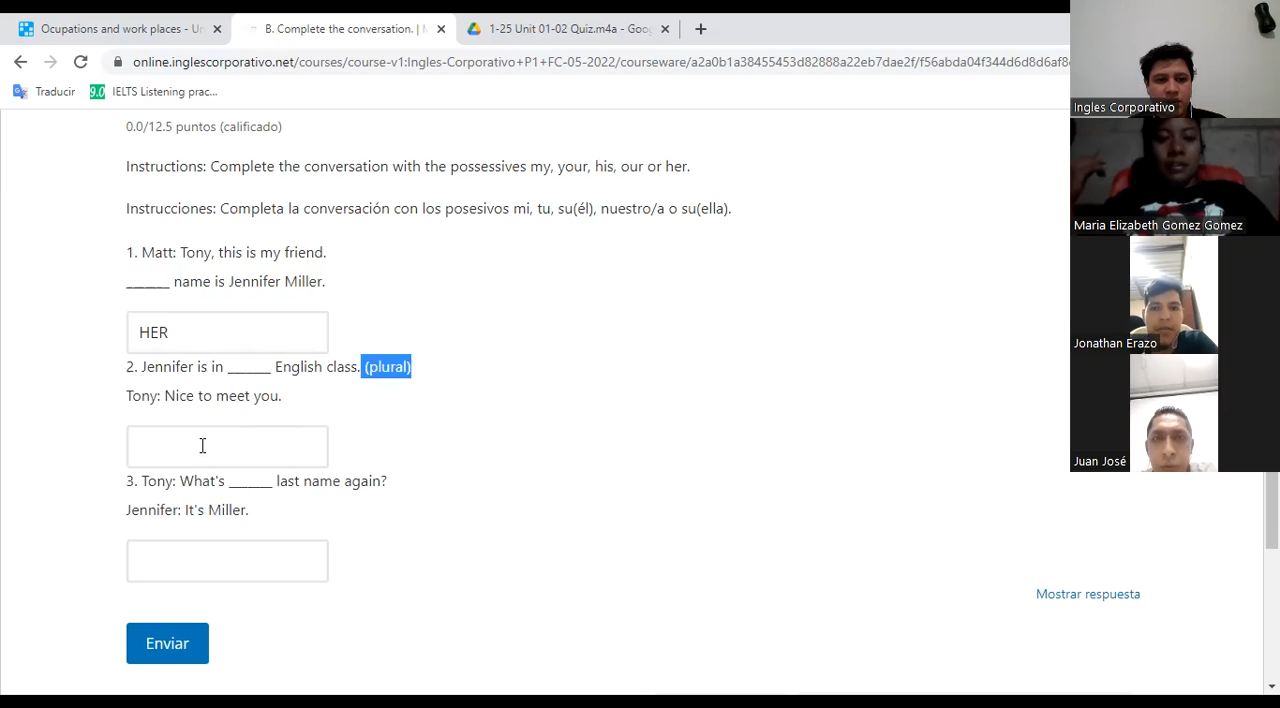 Ocupations and work places - U
B. Complete the conversation. |
1-25 Unit 01-02 Quiz.m4a - Goo
online.inglescorporativo.net/courses/course-v1:Ingles-Corporativo+P1+FC-05-2022/courseware/a2a0b1a38455453d82888a22eb7dae2f/f56abda04f344d6d8d6af8
Traducir
9.0 IELTS Listening prac...
0.0/12.5 puntos (calificado)
Instructions: Complete the conversation with the possessives my, your, his, our or her.
Instrucciones: Completa la conversación con los posesivos mi, tu, su(él), nuestro/a o su(ella).
1. Matt: Tony, this is my friend.
______ name is Jennifer Miller.
HER
2. Jennifer is in ______ English class. (plural)
Tony: Nice to meet you.
3. Tony: What's ______ last name again?
Jennifer: It's Miller.
Mostrar respuesta
Enviar
Ingles Corporativo
Maria Elizabeth Gomez Gomez
Jonathan Erazo
Juan José